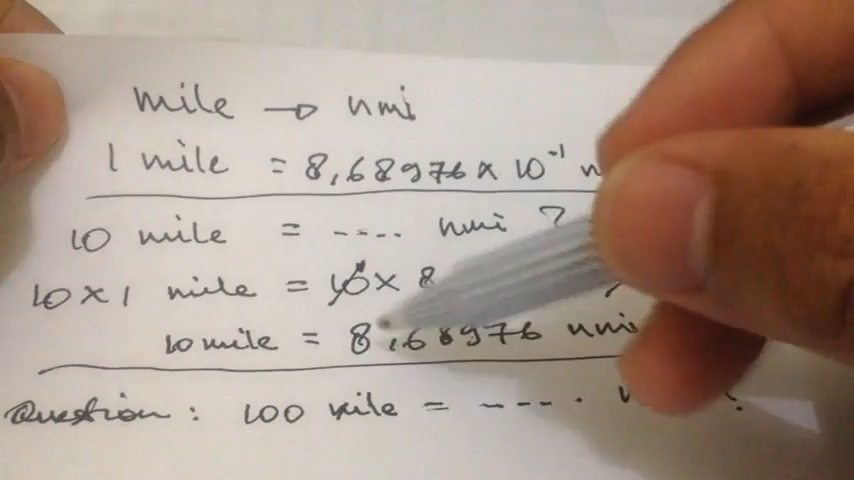 mile → nmi
1 mile = 8,68976 x 10⁻¹ n
10 mile = .... nmi ?
10 x 1 mile = 10 x 8
10 mile = 8,68976 nmi
Question : 100 mile = ..... ?